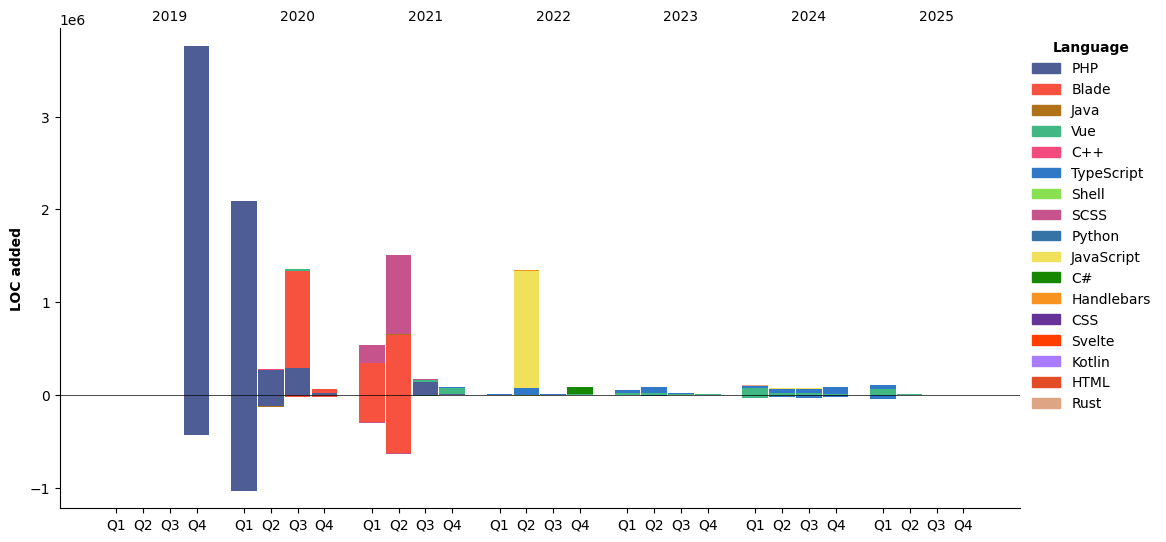 1e6
2019 2020 2021 2022 2023 2024 2025
LOC added
3
2
1
0
−1
Q1 Q2 Q3 Q4 Q1 Q2 Q3 Q4 Q1 Q2 Q3 Q4 Q1 Q2 Q3 Q4 Q1 Q2 Q3 Q4 Q1 Q2 Q3 Q4 Q1 Q2 Q3 Q4
Language
PHP
Blade
Java
Vue
C++
TypeScript
Shell
SCSS
Python
JavaScript
C#
Handlebars
CSS
Svelte
Kotlin
HTML
Rust